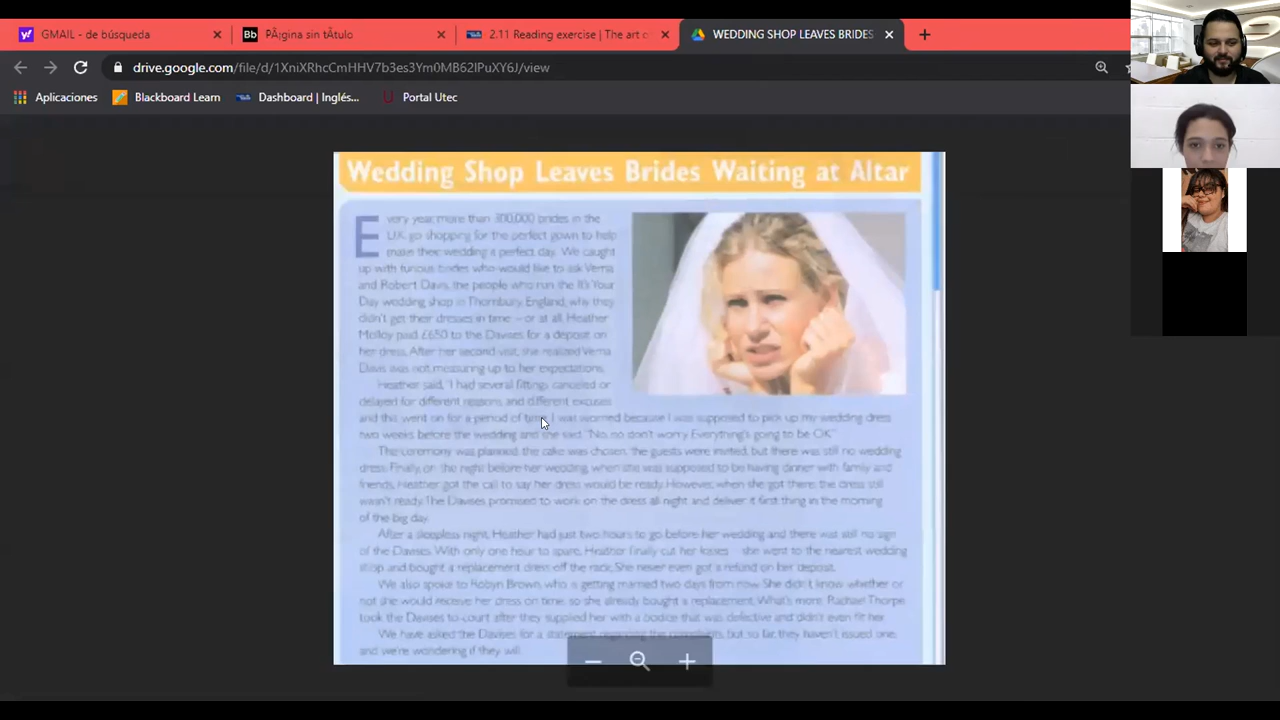 GMAIL - de búsqueda
Bb PÃ¡gina sin tÃ­tulo
2.11 Reading exercise | The art o
WEDDING SHOP LEAVES BRIDES
drive.google.com/file/d/1XniXRhcCmHHV7b3es3Ym0MB62lPuXY6J/view
Aplicaciones
Blackboard Learn
Dashboard | Inglés...
Portal Utec
Wedding Shop Leaves Brides Waiting at Altar
Every year, more than 300,000 brides in the
U.K. go shopping for the perfect gown to help
make their wedding a perfect day. We caught
up with furious brides who would like to ask Verna
and Robert Davis, the people who run the It's Your
Day wedding shop in Thornbury, England, why they
didn't get their dresses in time – or at all. Heather
Molloy paid £650 to the Davises for a deposit on
her dress. After her second visit, she realized Verna
Davis was not measuring up to her expectations.
Heather said, "I had several fittings canceled or
delayed for different reasons and different excuses
and this went on for a period of time. I was worried because I was supposed to pick up my wedding dress
two weeks before the wedding and she said, "No, no don't worry. Everything's going to be OK."
The ceremony was planned, the cake was chosen, the guests were invited, but there was still no wedding
dress. Finally, on the night before her wedding, when she was supposed to be having dinner with family and
friends, Heather got the call to say her dress would be ready. However, when she got there, the dress still
wasn't ready. The Davises promised to work on the dress all night and deliver it first thing in the morning
of the big day.
After a sleepless night, Heather had just two hours to go before her wedding and there was still no sign
of the Davises. With only one hour to spare, Heather finally cut her losses – she went to the nearest wedding
shop and bought a replacement dress off the rack. She never even got a refund on her deposit.
We also spoke to Robyn Brown, who is getting married two days from now. She didn't know whether or
not she would receive her dress on time, so she already bought a replacement. What's more, Rachael Thorpe
took the Davises to court after they supplied her with a bodice that was defective and didn't even fit her.
We have asked the Davises for a statement regarding the complaints, but so far, they haven't issued one,
and we're wondering if they will.